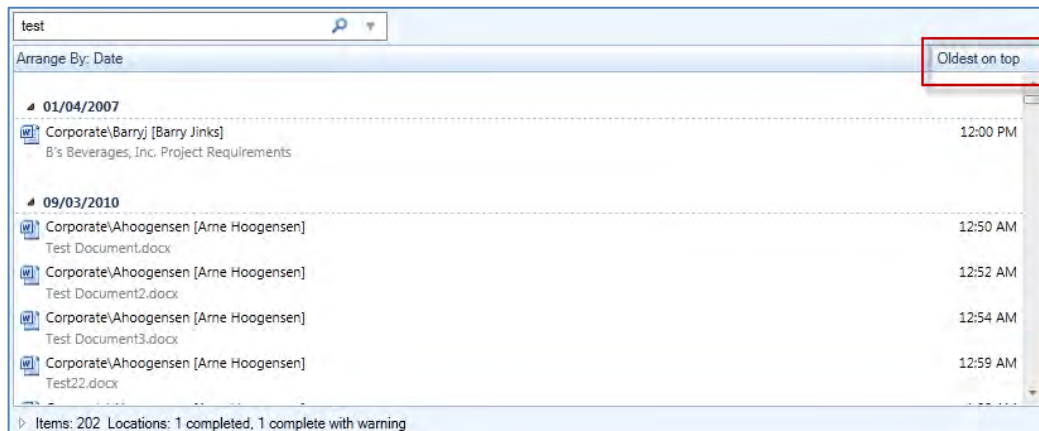 test
Arrange By: Date Oldest on top
01/04/2007
Corporate\Barryj [Barry Jinks] 12:00 PM
B's Beverages, Inc. Project Requirements
09/03/2010
Corporate\Ahoogensen [Arne Hoogensen] 12:50 AM
Test Document.docx
Corporate\Ahoogensen [Arne Hoogensen] 12:52 AM
Test Document2.docx
Corporate\Ahoogensen [Arne Hoogensen] 12:54 AM
Test Document3.docx
Corporate\Ahoogensen [Arne Hoogensen] 12:59 AM
Test22.docx
Items: 202 Locations: 1 completed, 1 complete with warning